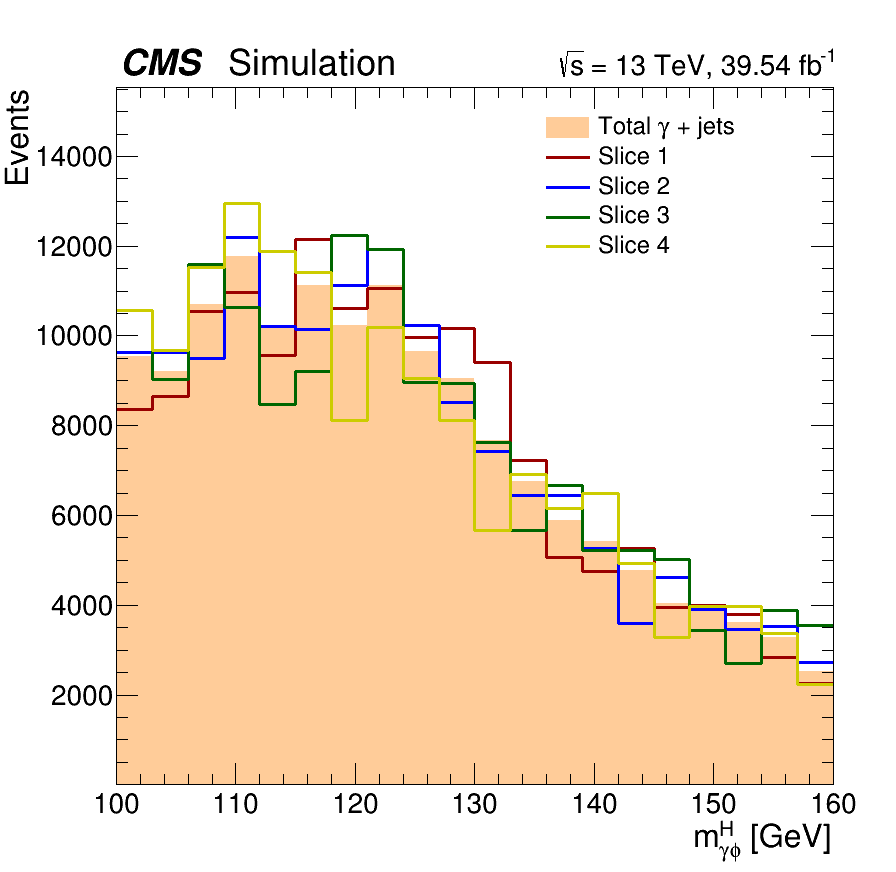 CMS Simulation √s = 13 TeV, 39.54 fb⁻¹
Events
Total γ + jets
Slice 1
Slice 2
Slice 3
Slice 4
14000
12000
10000
8000
6000
4000
2000
100 110 120 130 140 150 160
m^H_γϕ [GeV]